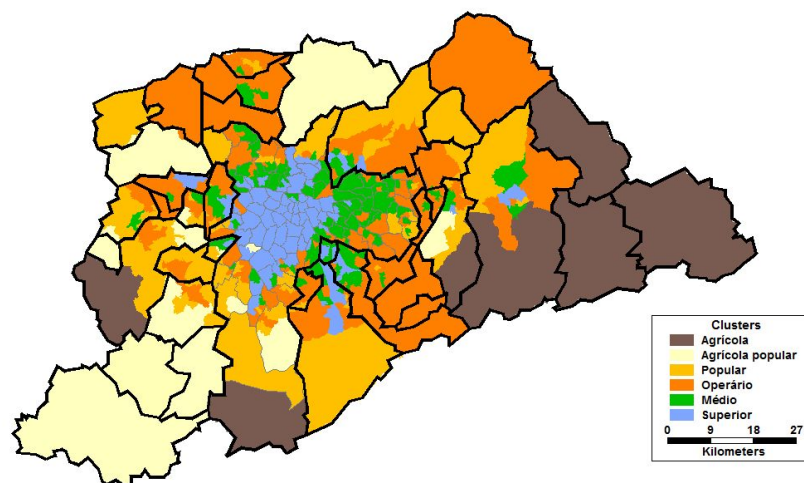 Clusters
Agrícola
Agrícola popular
Popular
Operário
Médio
Superior
0 9 18 27
Kilometers